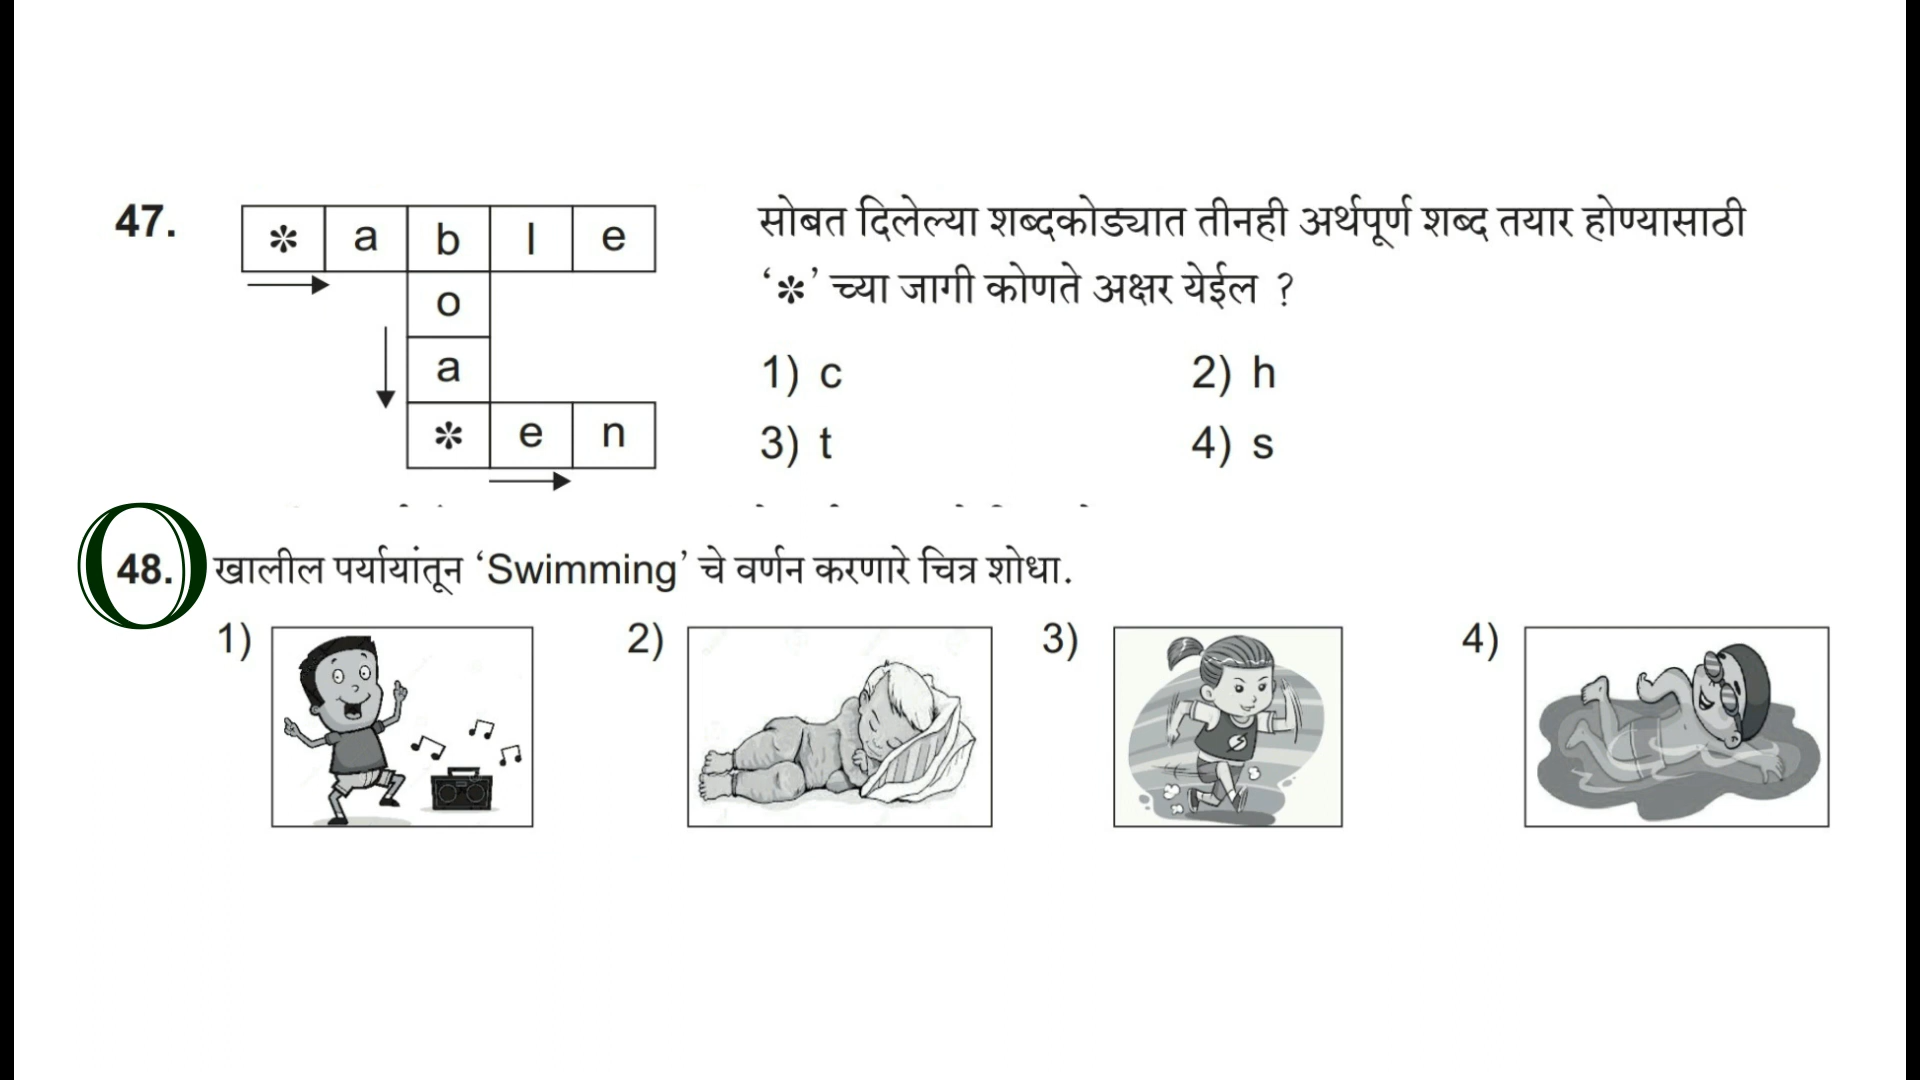 47.
* a b l e
o
a
* e n
सोबत दिलेल्या शब्दकोड्यात तीनही अर्थपूर्ण शब्द तयार होण्यासाठी
‘*’ च्या जागी कोणते अक्षर येईल ?
1) c 2) h
3) t 4) s
48. खालील पर्यायांतून ‘Swimming’ चे वर्णन करणारे चित्र शोधा.
1) 2) 3) 4)